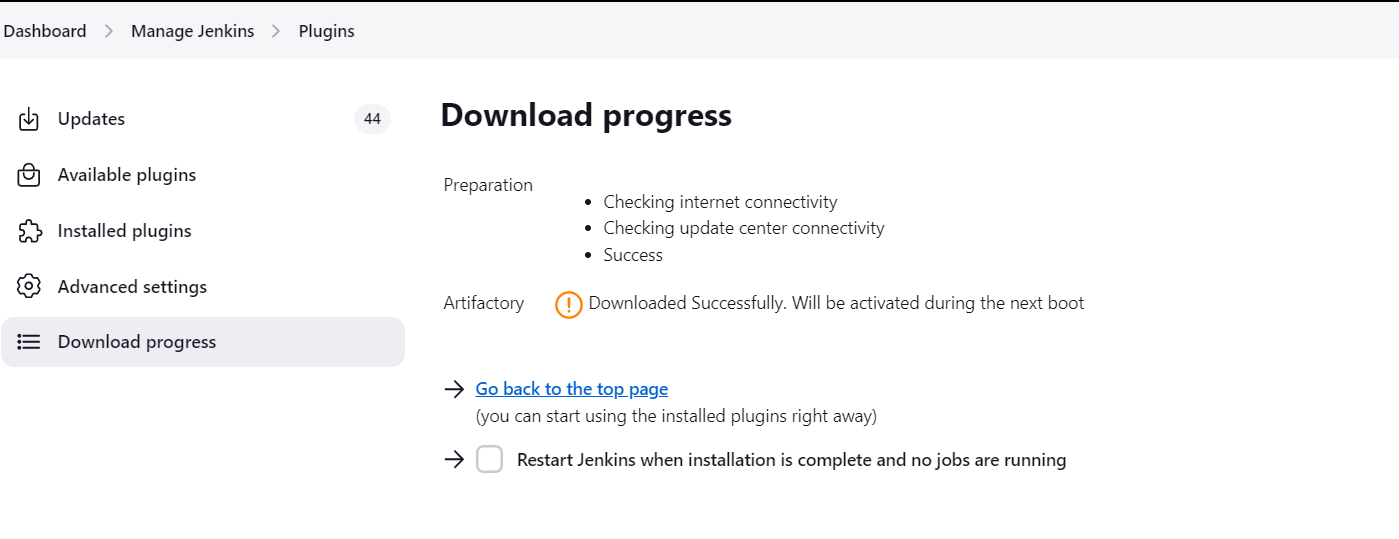 Dashboard > Manage Jenkins > Plugins
Updates 44
Available plugins
Installed plugins
Advanced settings
Download progress
Download progress
Preparation
• Checking internet connectivity
• Checking update center connectivity
• Success
Artifactory Downloaded Successfully. Will be activated during the next boot
→ Go back to the top page
(you can start using the installed plugins right away)
→ Restart Jenkins when installation is complete and no jobs are running